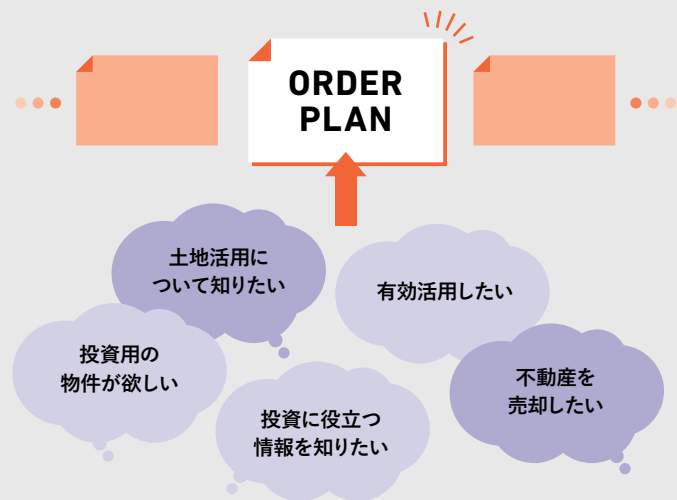 ORDER
PLAN
土地活用に
ついて知りたい
有効活用したい
投資用の
物件が欲しい
不動産を
売却したい
投資に役立つ
情報を知りたい